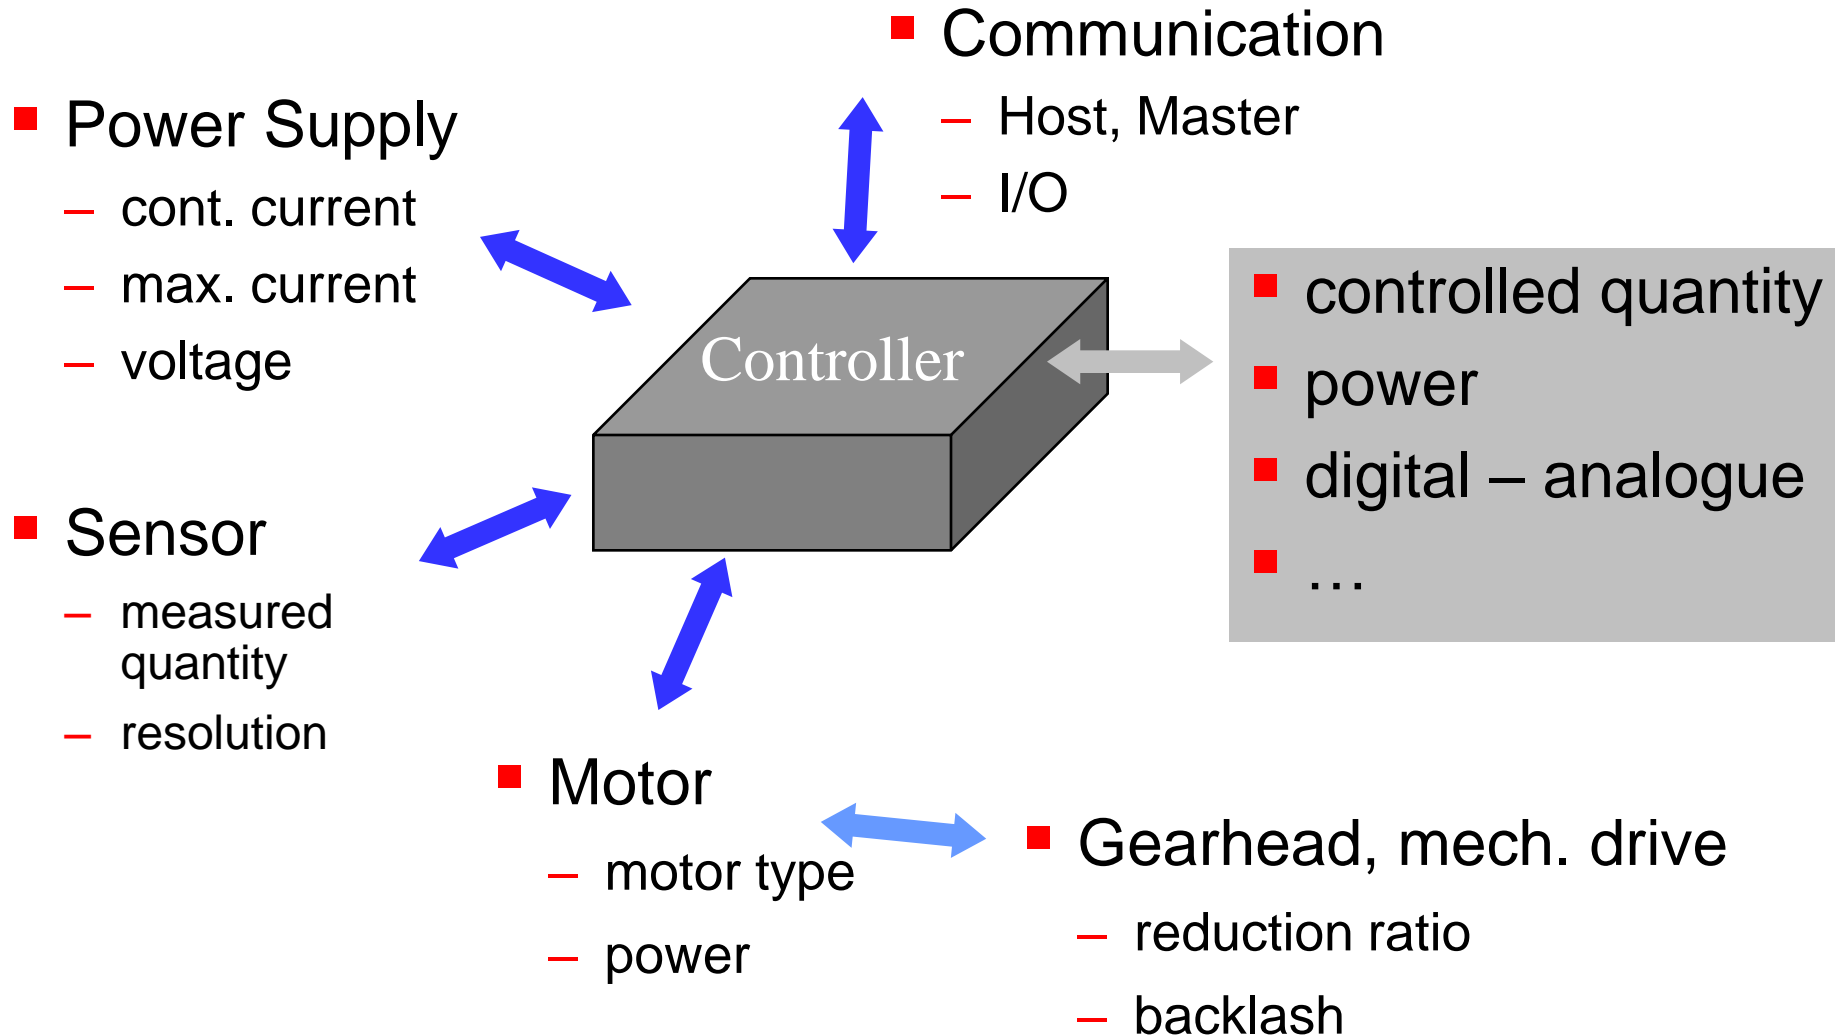 Communication
– Host, Master
– I/O
Power Supply
– cont. current
– max. current
– voltage
Controller
controlled quantity
power
digital – analogue
…
Sensor
– measured
quantity
– resolution
Motor
– motor type
– power
Gearhead, mech. drive
– reduction ratio
– backlash